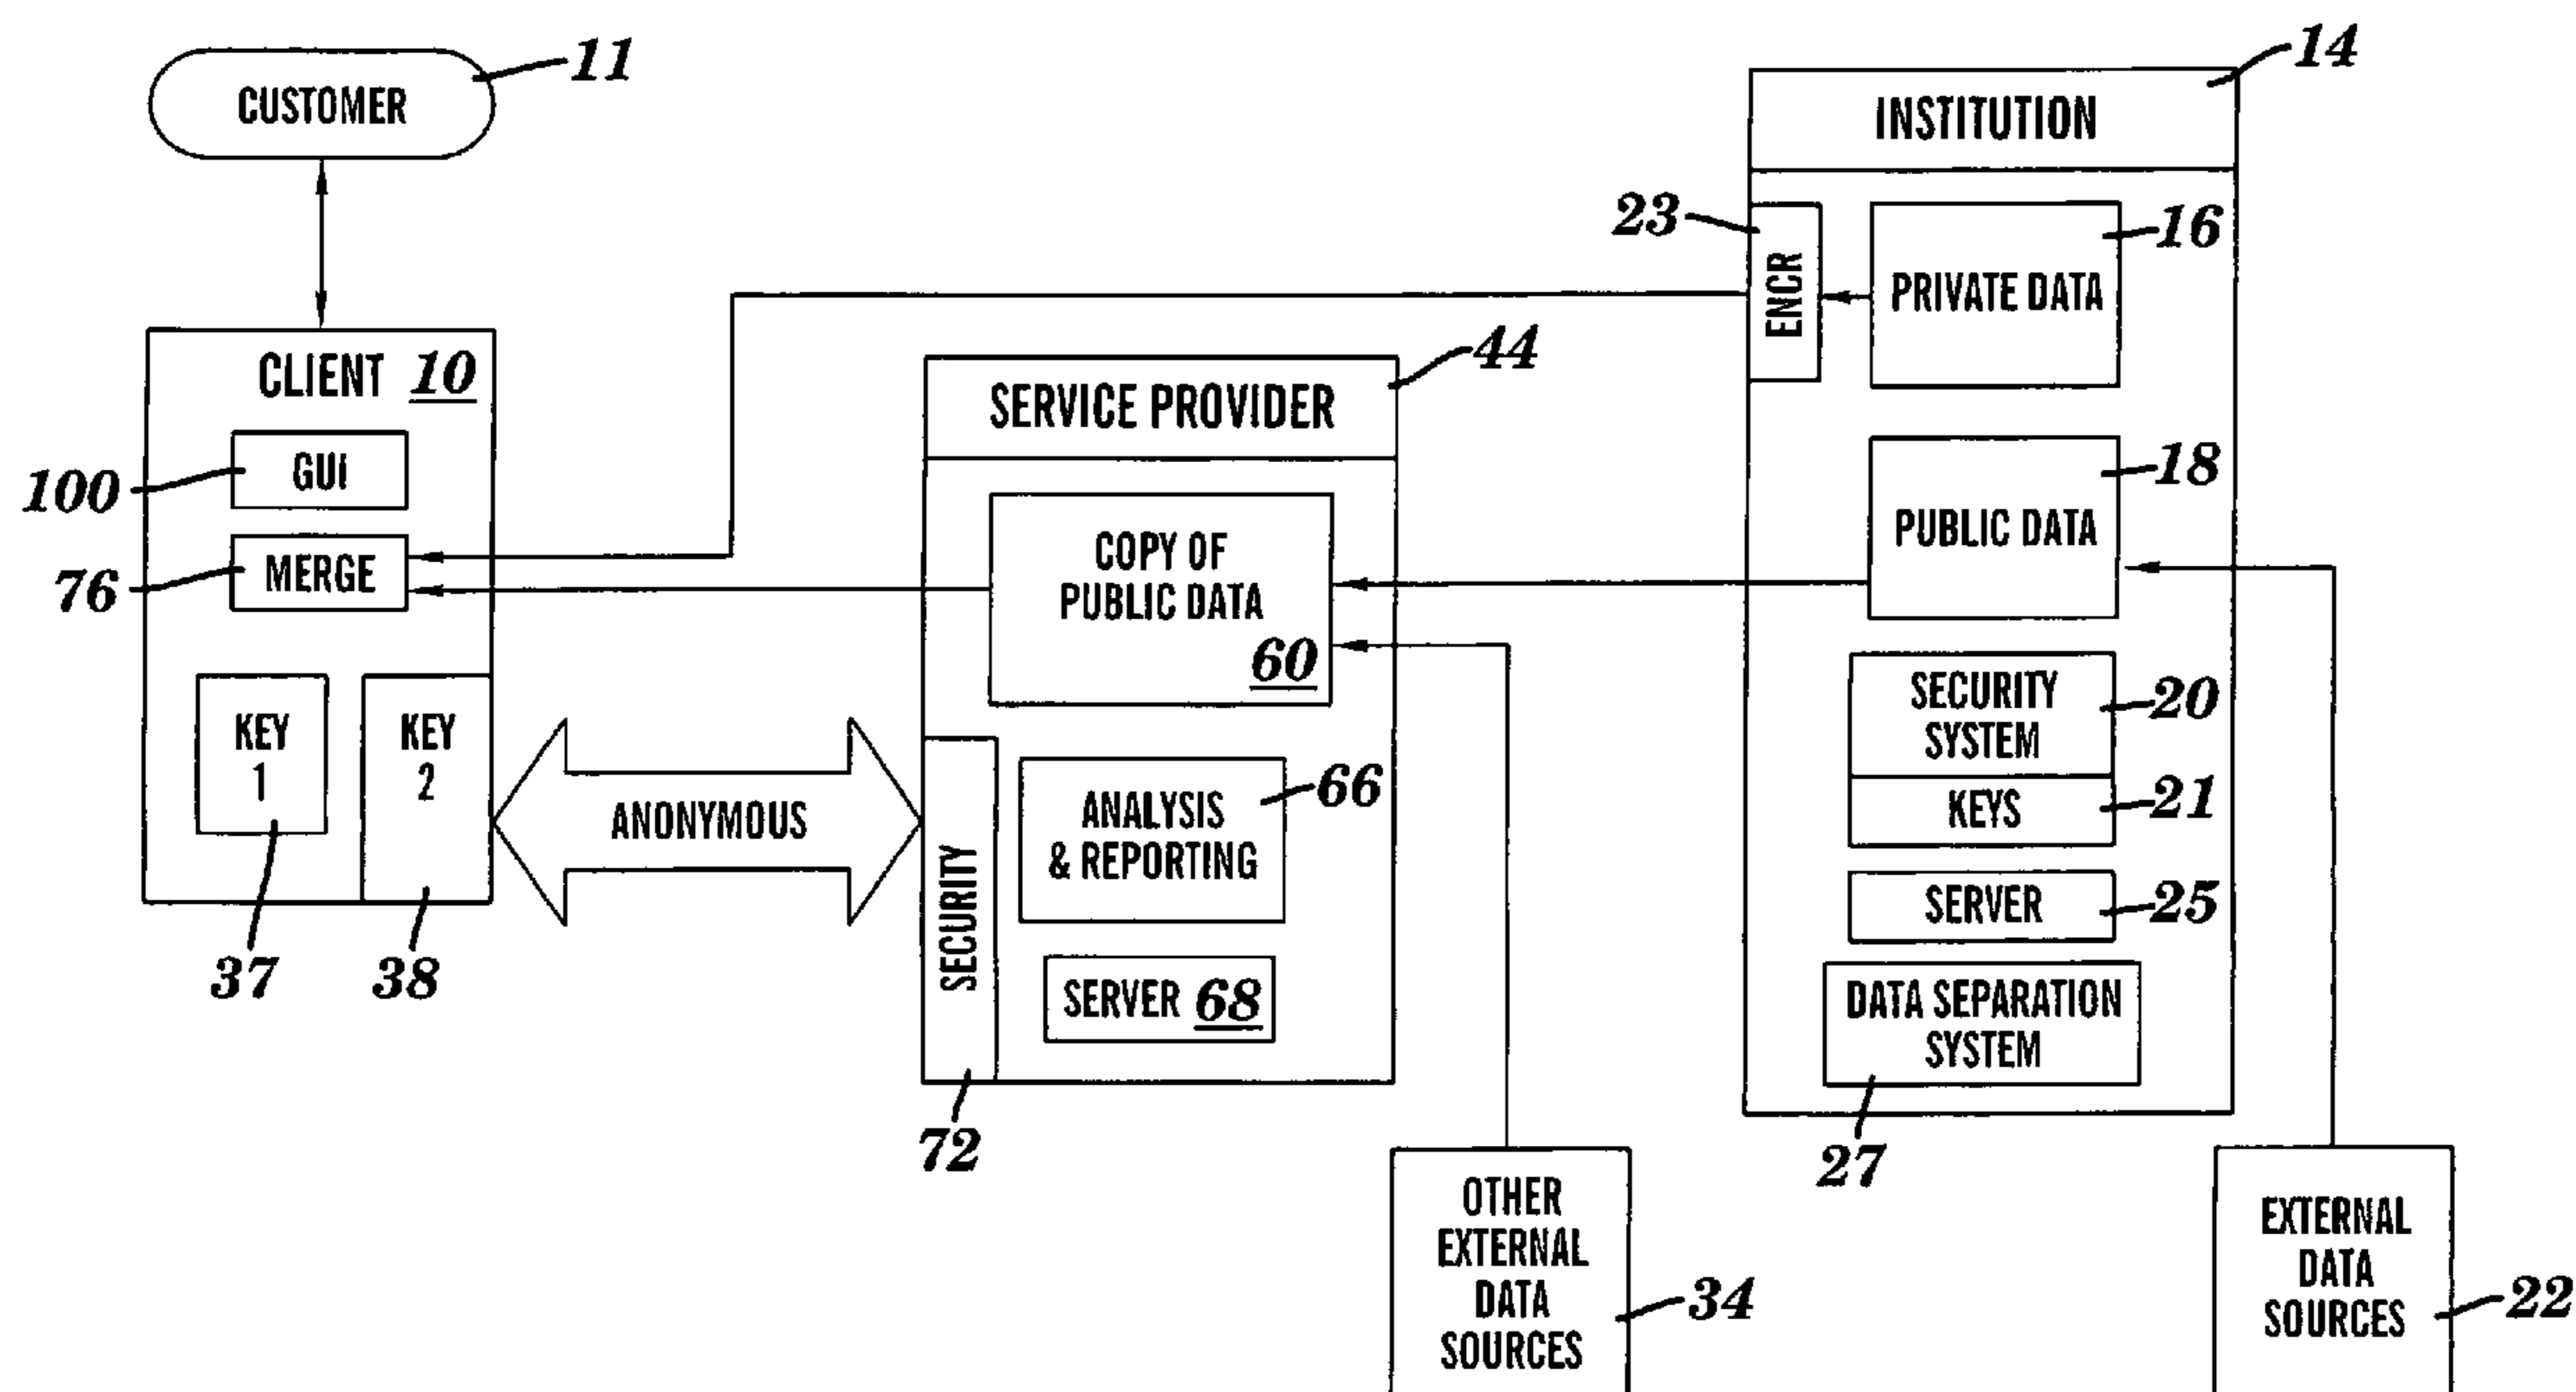 CUSTOMER
11
CLIENT 10
GUI
100
MERGE
76
KEY
1
37
KEY
2
38
ANONYMOUS
SERVICE PROVIDER
44
COPY OF
PUBLIC DATA
60
ANALYSIS
& REPORTING
66
SERVER 68
SECURITY
72
INSTITUTION
14
ENCR
23
PRIVATE DATA
16
PUBLIC DATA
18
SECURITY
SYSTEM
20
KEYS
21
SERVER
25
DATA SEPARATION
SYSTEM
27
OTHER
EXTERNAL
DATA
SOURCES
34
EXTERNAL
DATA
SOURCES
22